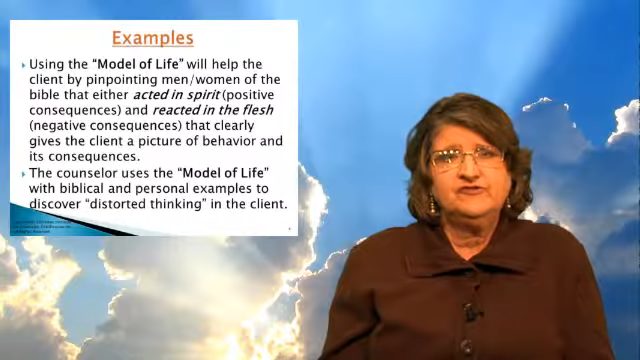 Examples
Using the “Model of Life” will help the
client by pinpointing men/women of the
bible that either acted in spirit (positive
consequences) and reacted in the flesh
(negative consequences) that clearly
gives the client a picture of behavior and
its consequences.
The counselor uses the “Model of Life”
with biblical and personal examples to
discover “distorted thinking” in the client.